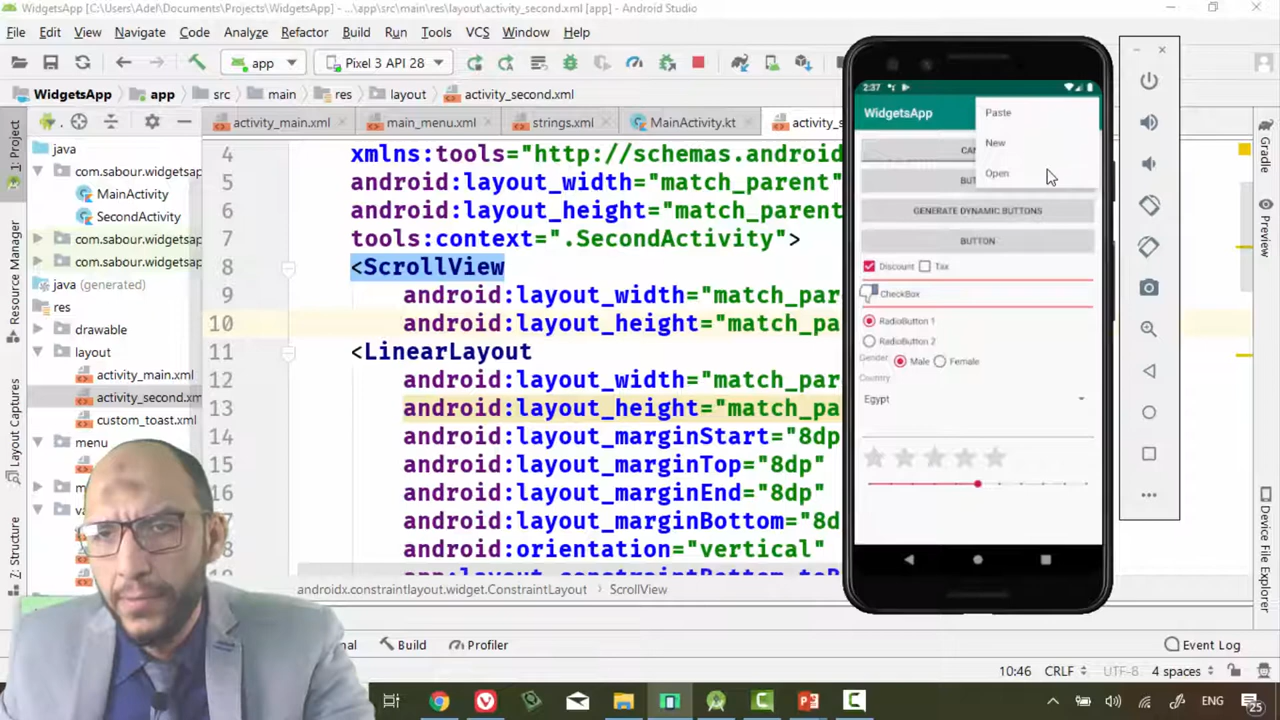 WidgetsApp [C:\Users\Adel\Documents\Projects\WidgetsApp] - ...\app\src\main\res\layout\activity_second.xml [app] - Android Studio
File Edit View Navigate Code Analyze Refactor Build Run Tools VCS Window Help
app Pixel 3 API 28
WidgetsApp app src main res layout activity_second.xml
activity_main.xml main_menu.xml strings.xml MainActivity.kt activity_s
1: Project
Resource Manager
Layout Captures
Z: Structure
java
com.sabour.widgetsap
MainActivity
SecondActivity
com.sabour.widgetsap
com.sabour.widgetsap
java (generated)
res
drawable
layout
activity_main.xml
activity_second.xm
custom_toast.xml
menu
4 xmlns:tools="http://schemas.android
5 android:layout_width="match_parent"
6 android:layout_height="match_parent
7 tools:context=".SecondActivity">
8 <ScrollView
9 android:layout_width="match_par
10 android:layout_height="match_pa
11 <LinearLayout
12 android:layout_width="match_par
13 android:layout_height="match_pa
14 android:layout_marginStart="8dp
15 android:layout_marginTop="8dp"
16 android:layout_marginEnd="8dp"
17 android:layout_marginBottom="8d
18 android:orientation="vertical"
androidx.constraintlayout.widget.ConstraintLayout ScrollView
2:37
WidgetsApp
Paste
New
Open
CAN
BUT
GENERATE DYNAMIC BUTTONS
BUTTON
Discount Tax
CheckBox
RadioButton 1
RadioButton 2
Gender Male Female
Country
Egypt
Gradle
Preview
Device File Explorer
nal Build Profiler Event Log
10:46 CRLF UTF-8 4 spaces
ENG 25